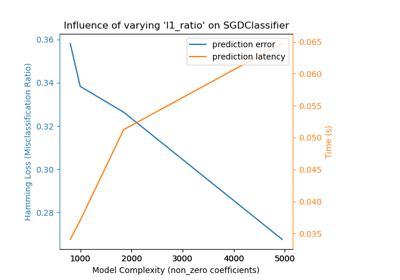 Influence of varying 'l1_ratio' on SGDClassifier
prediction error
prediction latency
0.36
0.34
0.32
0.30
0.28
Hamming Loss (Misclassification Ratio)
0.065
0.060
0.055
0.050
0.045
0.040
0.035
Time (s)
1000 2000 3000 4000 5000
Model Complexity (non_zero coefficients)